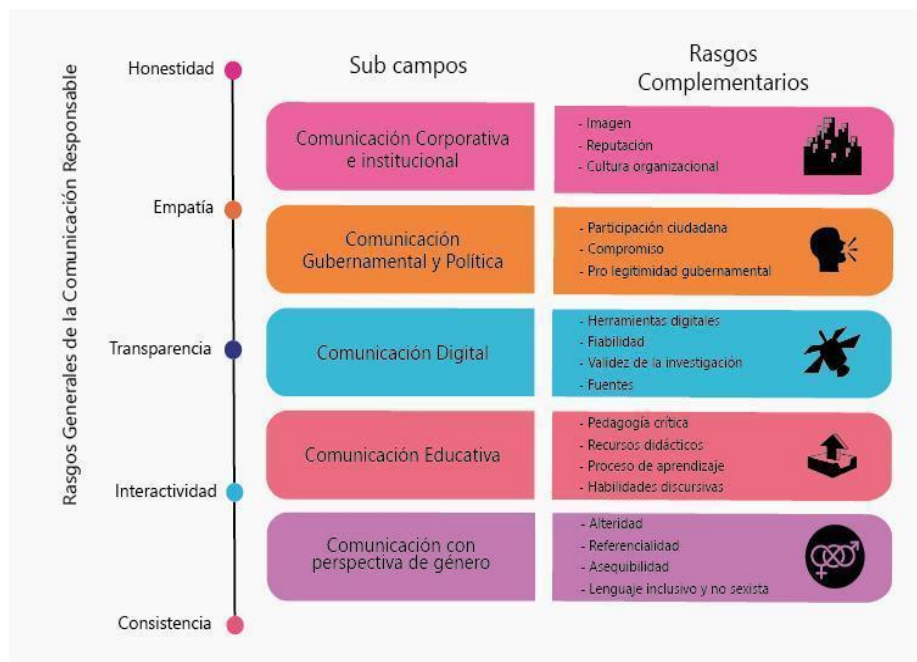 Rasgos Generales de la Comunicación Responsable
Honestidad
Empatía
Transparencia
Interactividad
Consistencia
Sub campos
Rasgos
Complementarios
Comunicación Corporativa
e institucional
- Imagen
- Reputación
- Cultura organizacional
Comunicación
Gubernamental y Política
- Participación ciudadana
- Compromiso
- Pro legitimidad gubernamental
Comunicación Digital
- Herramientas digitales
- Fiabilidad
- Validez de la investigación
- Fuentes
Comunicación Educativa
- Pedagogía crítica
- Recursos didácticos
- Proceso de aprendizaje
- Habilidades discursivas
Comunicación con
perspectiva de género
- Alteridad
- Referencialidad
- Asequibilidad
- Lenguaje inclusivo y no sexista